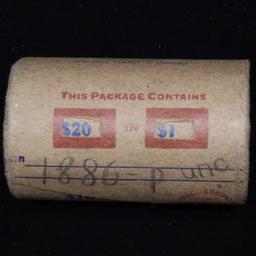 THIS PACKAGE CONTAINS
$20 IN $1
1886-P unc